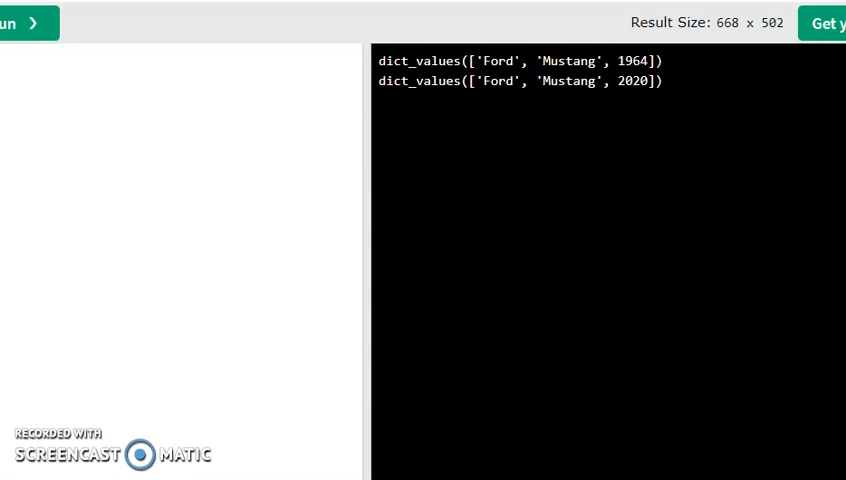 un ❯
Result Size: 668 x 502
Get y
dict_values(['Ford', 'Mustang', 1964])
dict_values(['Ford', 'Mustang', 2020])
RECORDED WITH
SCREENCAST MATIC